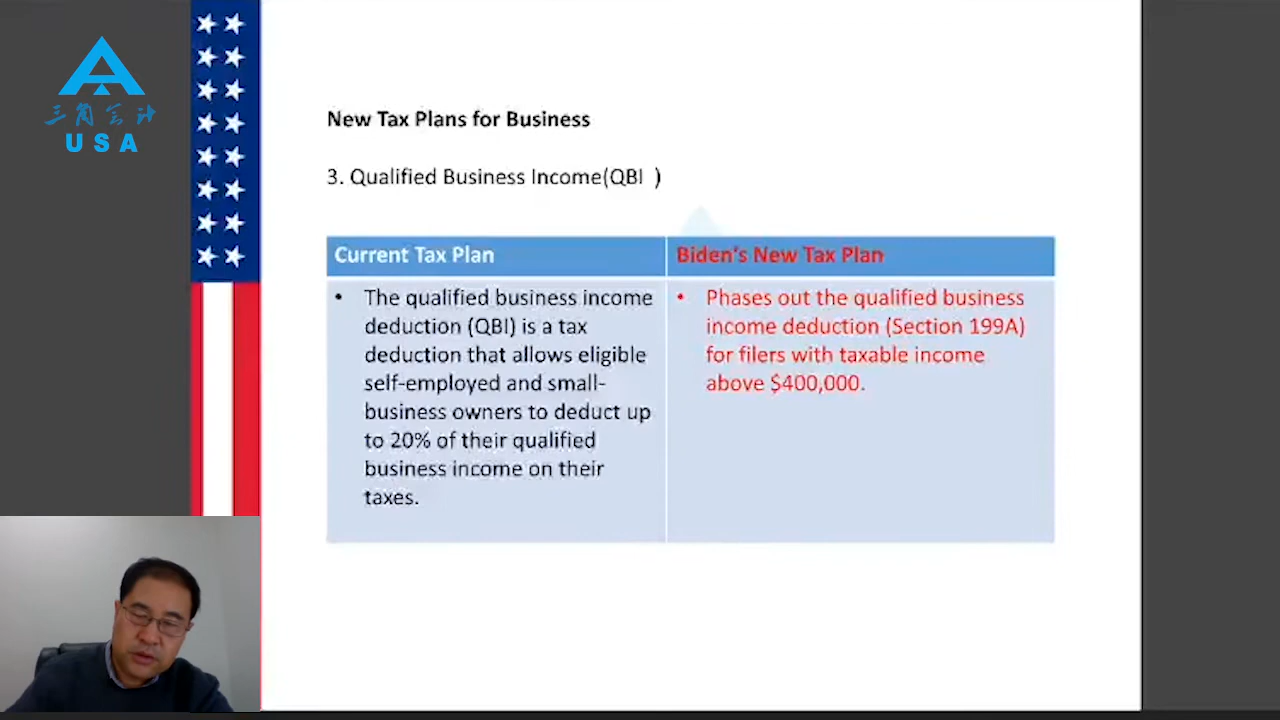 三角会计
USA
New Tax Plans for Business
3. Qualified Business Income(QBI )
Current Tax Plan
• The qualified business income
deduction (QBI) is a tax
deduction that allows eligible
self-employed and small-
business owners to deduct up
to 20% of their qualified
business income on their
taxes.
Biden's New Tax Plan
• Phases out the qualified business
income deduction (Section 199A)
for filers with taxable income
above $400,000.